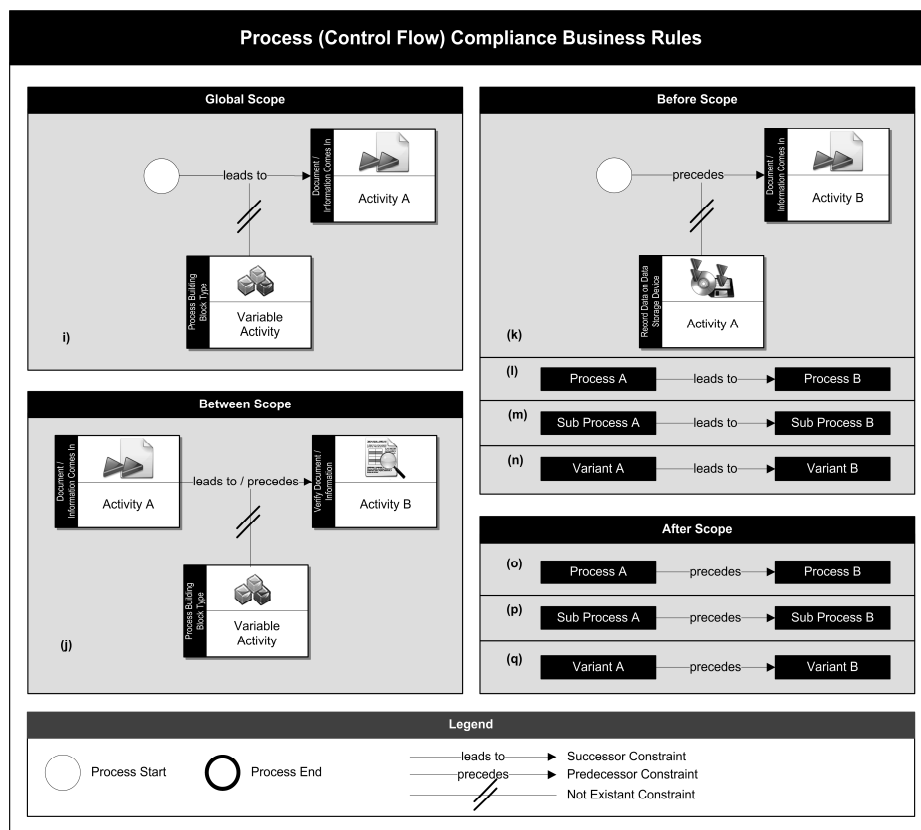 Process (Control Flow) Compliance Business Rules
Global Scope
leads to
Document /
Information Comes In
Activity A
Process Building
Block Type
Variable
Activity
i)
Between Scope
Document /
Information Comes In
Activity A
leads to / precedes
Verify Document /
Information
Activity B
Process Building
Block Type
Variable
Activity
(j)
Before Scope
precedes
Document /
Information Comes In
Activity B
Record Data on Data
Storage Device
Activity A
(k)
(l)
Process A
leads to
Process B
(m)
Sub Process A
leads to
Sub Process B
(n)
Variant A
leads to
Variant B
After Scope
(o)
Process A
precedes
Process B
(p)
Sub Process A
precedes
Sub Process B
(q)
Variant A
precedes
Variant B
Legend
Process Start
Process End
leads to
Successor Constraint
precedes
Predecessor Constraint
Not Existant Constraint